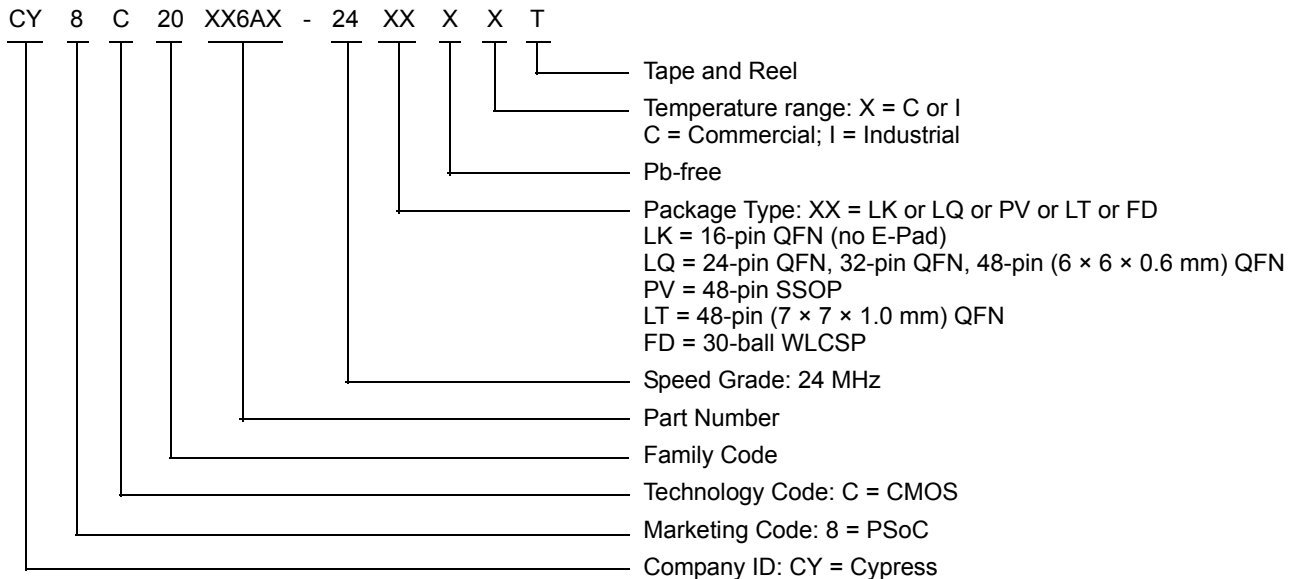 CY 8 C 20 XX6AX - 24 XX X X T
Tape and Reel
Temperature range: X = C or I
C = Commercial; I = Industrial
Pb-free
Package Type: XX = LK or LQ or PV or LT or FD
LK = 16-pin QFN (no E-Pad)
LQ = 24-pin QFN, 32-pin QFN, 48-pin (6 × 6 × 0.6 mm) QFN
PV = 48-pin SSOP
LT = 48-pin (7 × 7 × 1.0 mm) QFN
FD = 30-ball WLCSP
Speed Grade: 24 MHz
Part Number
Family Code
Technology Code: C = CMOS
Marketing Code: 8 = PSoC
Company ID: CY = Cypress